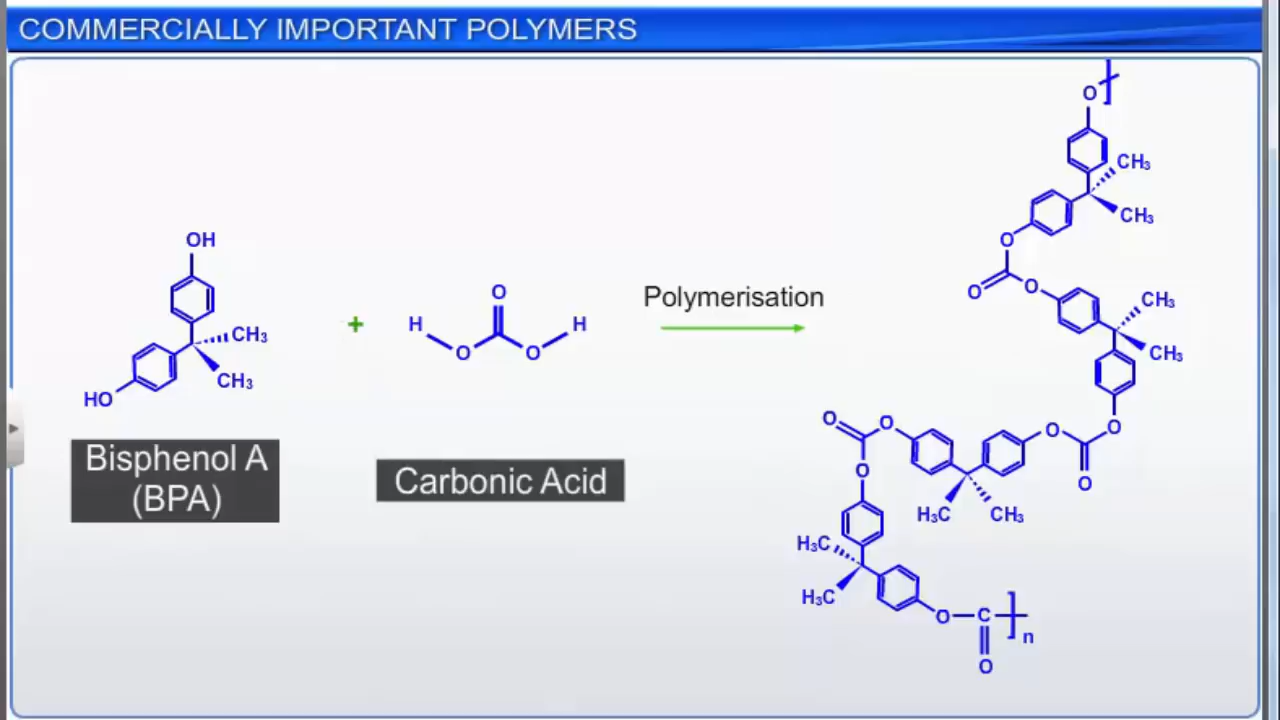 COMMERCIALLY IMPORTANT POLYMERS
O
CH₃
CH₃
O
O
O
CH₃
CH₃
OH
CH₃
CH₃
HO
+
O
H
H
O
O
Polymerisation
O
O
O
O
O
O
H₃C
CH₃
H₃C
H₃C
O
C
n
O
Bisphenol A
(BPA)
Carbonic Acid